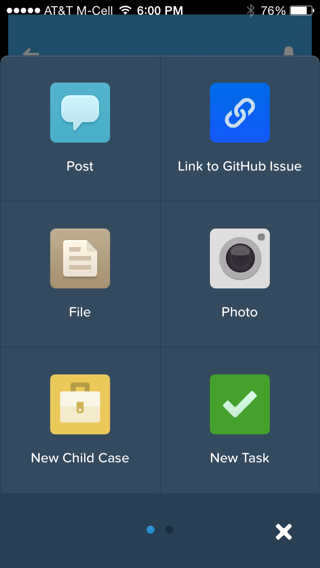 AT&T M-Cell 6:00 PM 76%
Post
Link to GitHub Issue
File
Photo
New Child Case
New Task